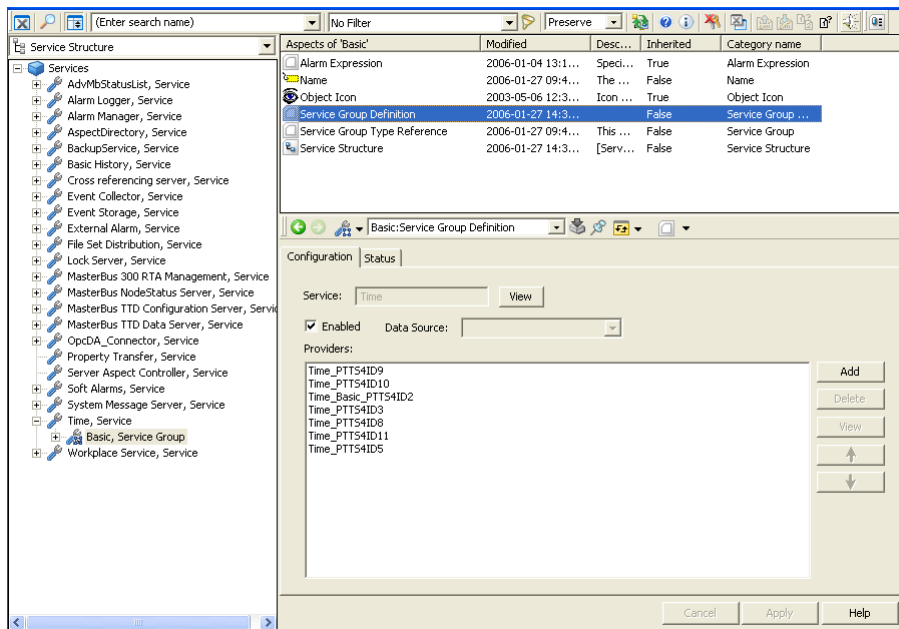 (Enter search name)
No Filter
Preserve
Service Structure
Services
AdvMbStatusList, Service
Alarm Logger, Service
Alarm Manager, Service
AspectDirectory, Service
BackupService, Service
Basic History, Service
Cross referencing server, Service
Event Collector, Service
Event Storage, Service
External Alarm, Service
File Set Distribution, Service
Lock Server, Service
MasterBus 300 RTA Management, Service
MasterBus NodeStatus Server, Service
MasterBus TTD Configuration Server, Servic
MasterBus TTD Data Server, Service
OpcDA_Connector, Service
Property Transfer, Service
Server Aspect Controller, Service
Soft Alarms, Service
System Message Server, Service
Time, Service
Basic, Service Group
Workplace Service, Service
Aspects of 'Basic' Modified Desc... Inherited Category name
Alarm Expression 2006-01-04 13:1... Speci... True Alarm Expression
Name 2006-01-27 09:4... The ... False Name
Object Icon 2003-05-06 12:3... Icon ... True Object Icon
Service Group Definition 2006-01-27 14:3... False Service Group ...
Service Group Type Reference 2006-01-27 09:4... This ... False Service Group
Service Structure 2006-01-27 14:3... [Serv... False Service Structure
Basic:Service Group Definition
Configuration Status
Service: Time View
Enabled Data Source:
Providers:
Time_PTTS4ID9
Time_PTTS4ID10
Time_Basic_PTTS4ID2
Time_PTTS4ID3
Time_PTTS4ID8
Time_PTTS4ID11
Time_PTTS4ID5
Add
Delete
View
Cancel Apply Help